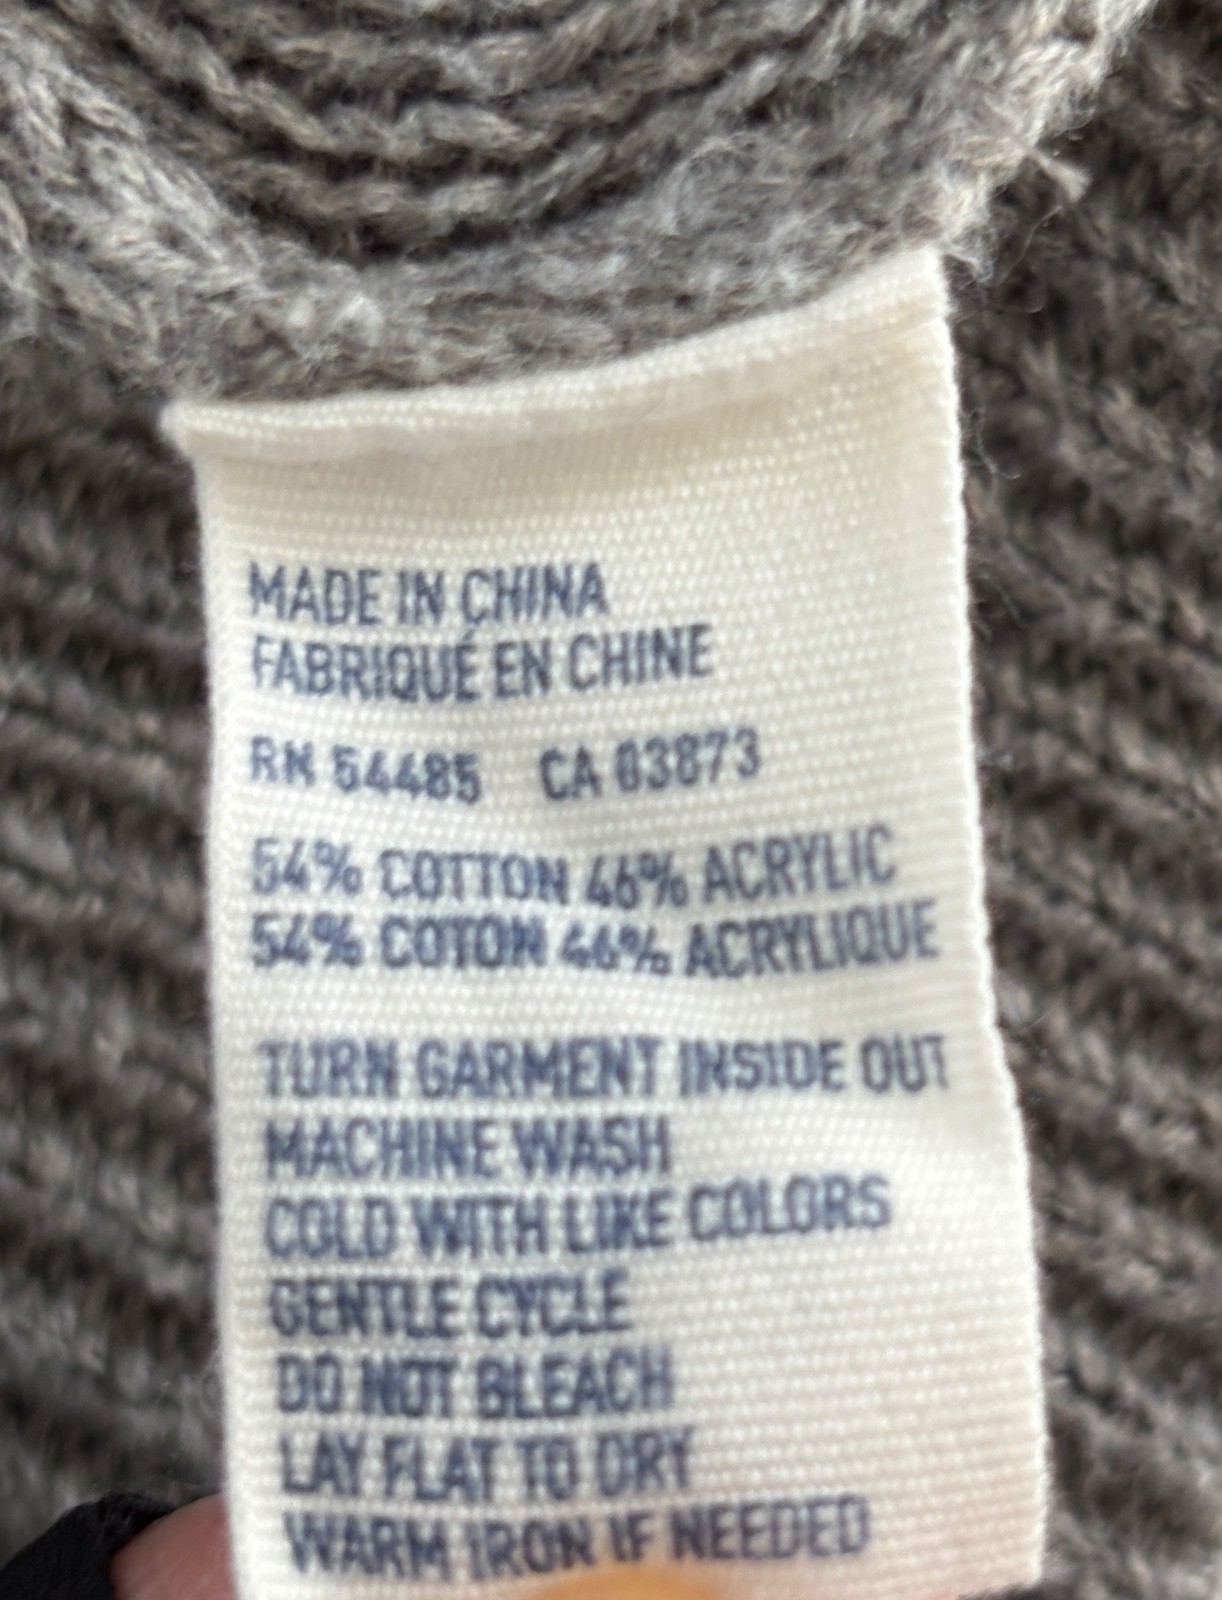 MADE IN CHINA
FABRIQUÉ EN CHINE
RN 54485 CA 03873
54% COTTON 46% ACRYLIC
54% COTON 46% ACRYLIQUE
TURN GARMENT INSIDE OUT
MACHINE WASH
COLD WITH LIKE COLORS
GENTLE CYCLE
DO NOT BLEACH
LAY FLAT TO DRY
WARM IRON IF NEEDED